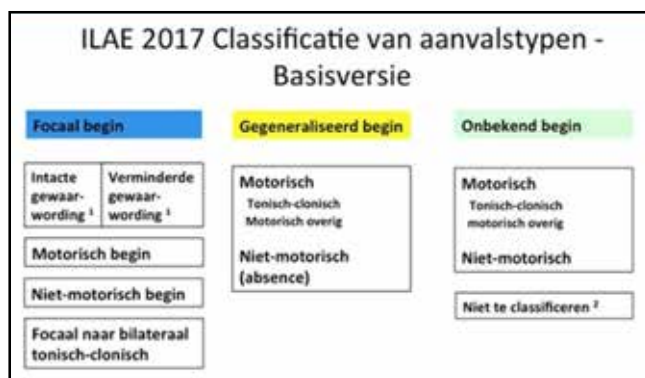 ILAE 2017 Classificatie van aanvalstypen -
Basisversie
Focaal begin
Intacte
gewaar-
wording ¹
Verminderde
gewaar-
wording ¹
Motorisch begin
Niet-motorisch begin
Focaal naar bilateraal
tonisch-clonisch
Gegeneraliseerd begin
Motorisch
Tonisch-clonisch
Motorisch overig
Niet-motorisch
(absence)
Onbekend begin
Motorisch
Tonisch-clonisch
motorisch overig
Niet-motorisch
Niet te classificeren ²